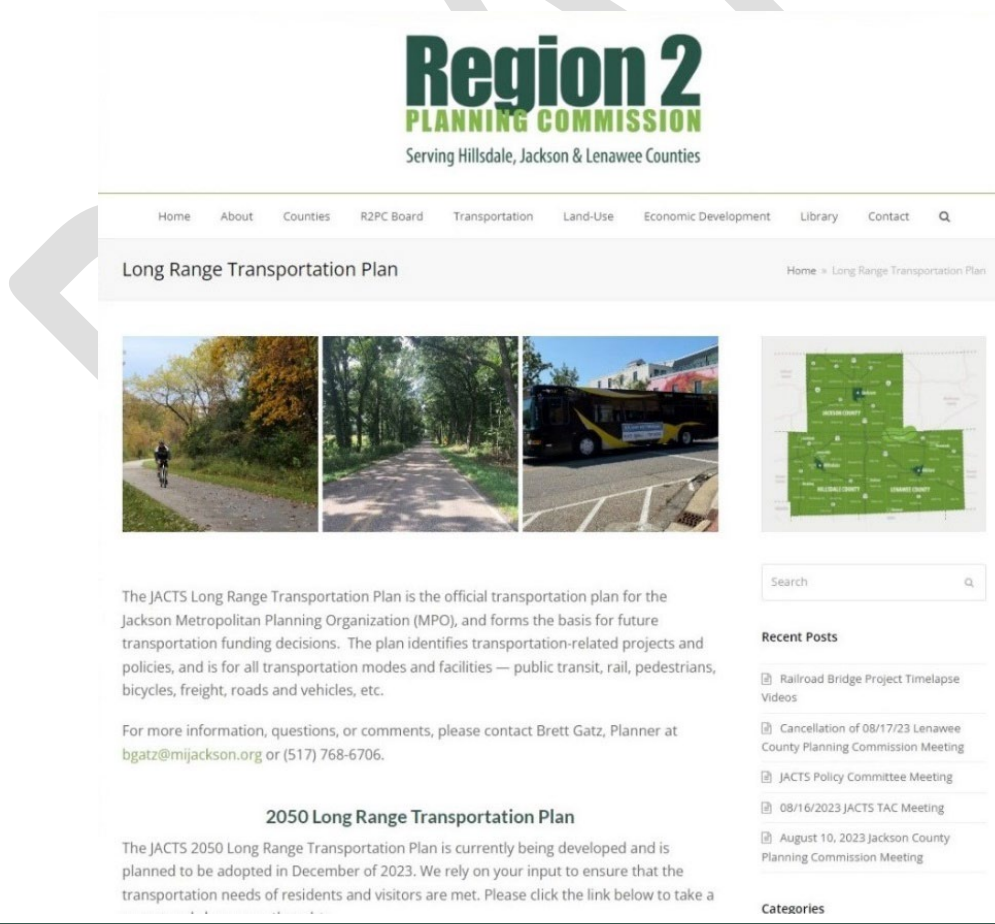 Region 2
PLANNING COMMISSION
Serving Hillsdale, Jackson & Lenawee Counties
Home About Counties R2PC Board Transportation Land-Use Economic Development Library Contact
Long Range Transportation Plan
Home » Long Range Transportation Plan
JACKSON COUNTY
HILLSDALE COUNTY
LENAWEE COUNTY
The JACTS Long Range Transportation Plan is the official transportation plan for the
Jackson Metropolitan Planning Organization (MPO), and forms the basis for future
transportation funding decisions. The plan identifies transportation-related projects and
policies, and is for all transportation modes and facilities — public transit, rail, pedestrians,
bicycles, freight, roads and vehicles, etc.
For more information, questions, or comments, please contact Brett Gatz, Planner at
bgatz@mijackson.org or (517) 768-6706.
2050 Long Range Transportation Plan
The JACTS 2050 Long Range Transportation Plan is currently being developed and is
planned to be adopted in December of 2023. We rely on your input to ensure that the
transportation needs of residents and visitors are met. Please click the link below to take a
Search
Recent Posts
Railroad Bridge Project Timelapse
Videos
Cancellation of 08/17/23 Lenawee
County Planning Commission Meeting
JACTS Policy Committee Meeting
08/16/2023 JACTS TAC Meeting
August 10, 2023 Jackson County
Planning Commission Meeting
Categories